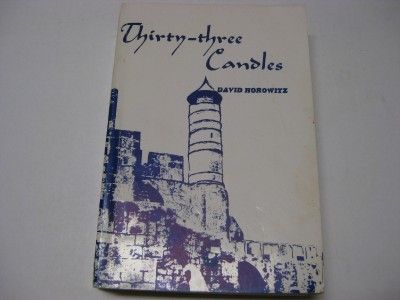 Thirty-three
Candles
DAVID HOROWITZ